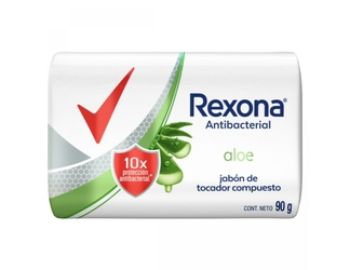 Rexona
Antibacterial
aloe
10x
protección
antibacterial*
jabón de
tocador compuesto
CONT. NETO: 90 g